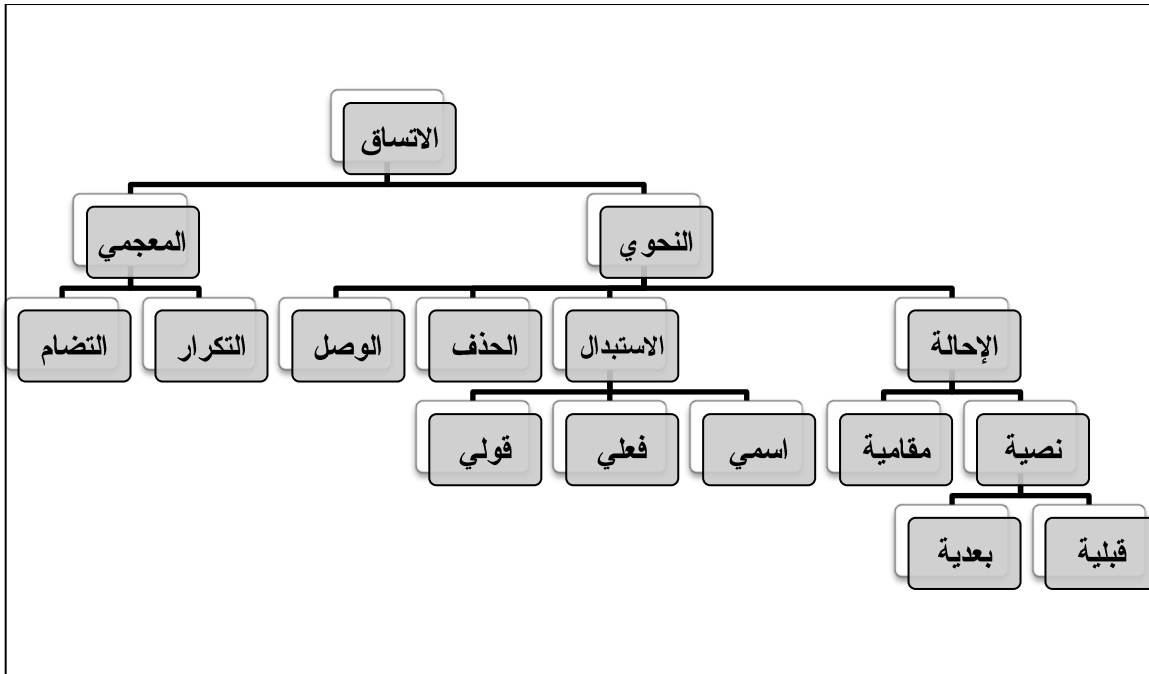 الاتساق
النحوي
المعجمي
الإحالة
الاستبدال
الحذف
الوصل
التكرار
التضام
نصية
مقامية
اسمي
فعلي
قولي
قبلية
بعدية